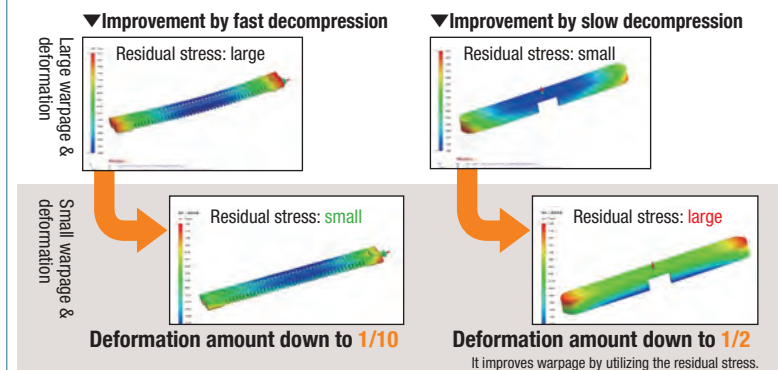 ▼Improvement by fast decompression
▼Improvement by slow decompression
Large warpage &
deformation
Residual stress: large
Residual stress: small
Small warpage &
deformation
Residual stress: small
Residual stress: large
Deformation amount down to 1/10
Deformation amount down to 1/2
It improves warpage by utilizing the residual stress.